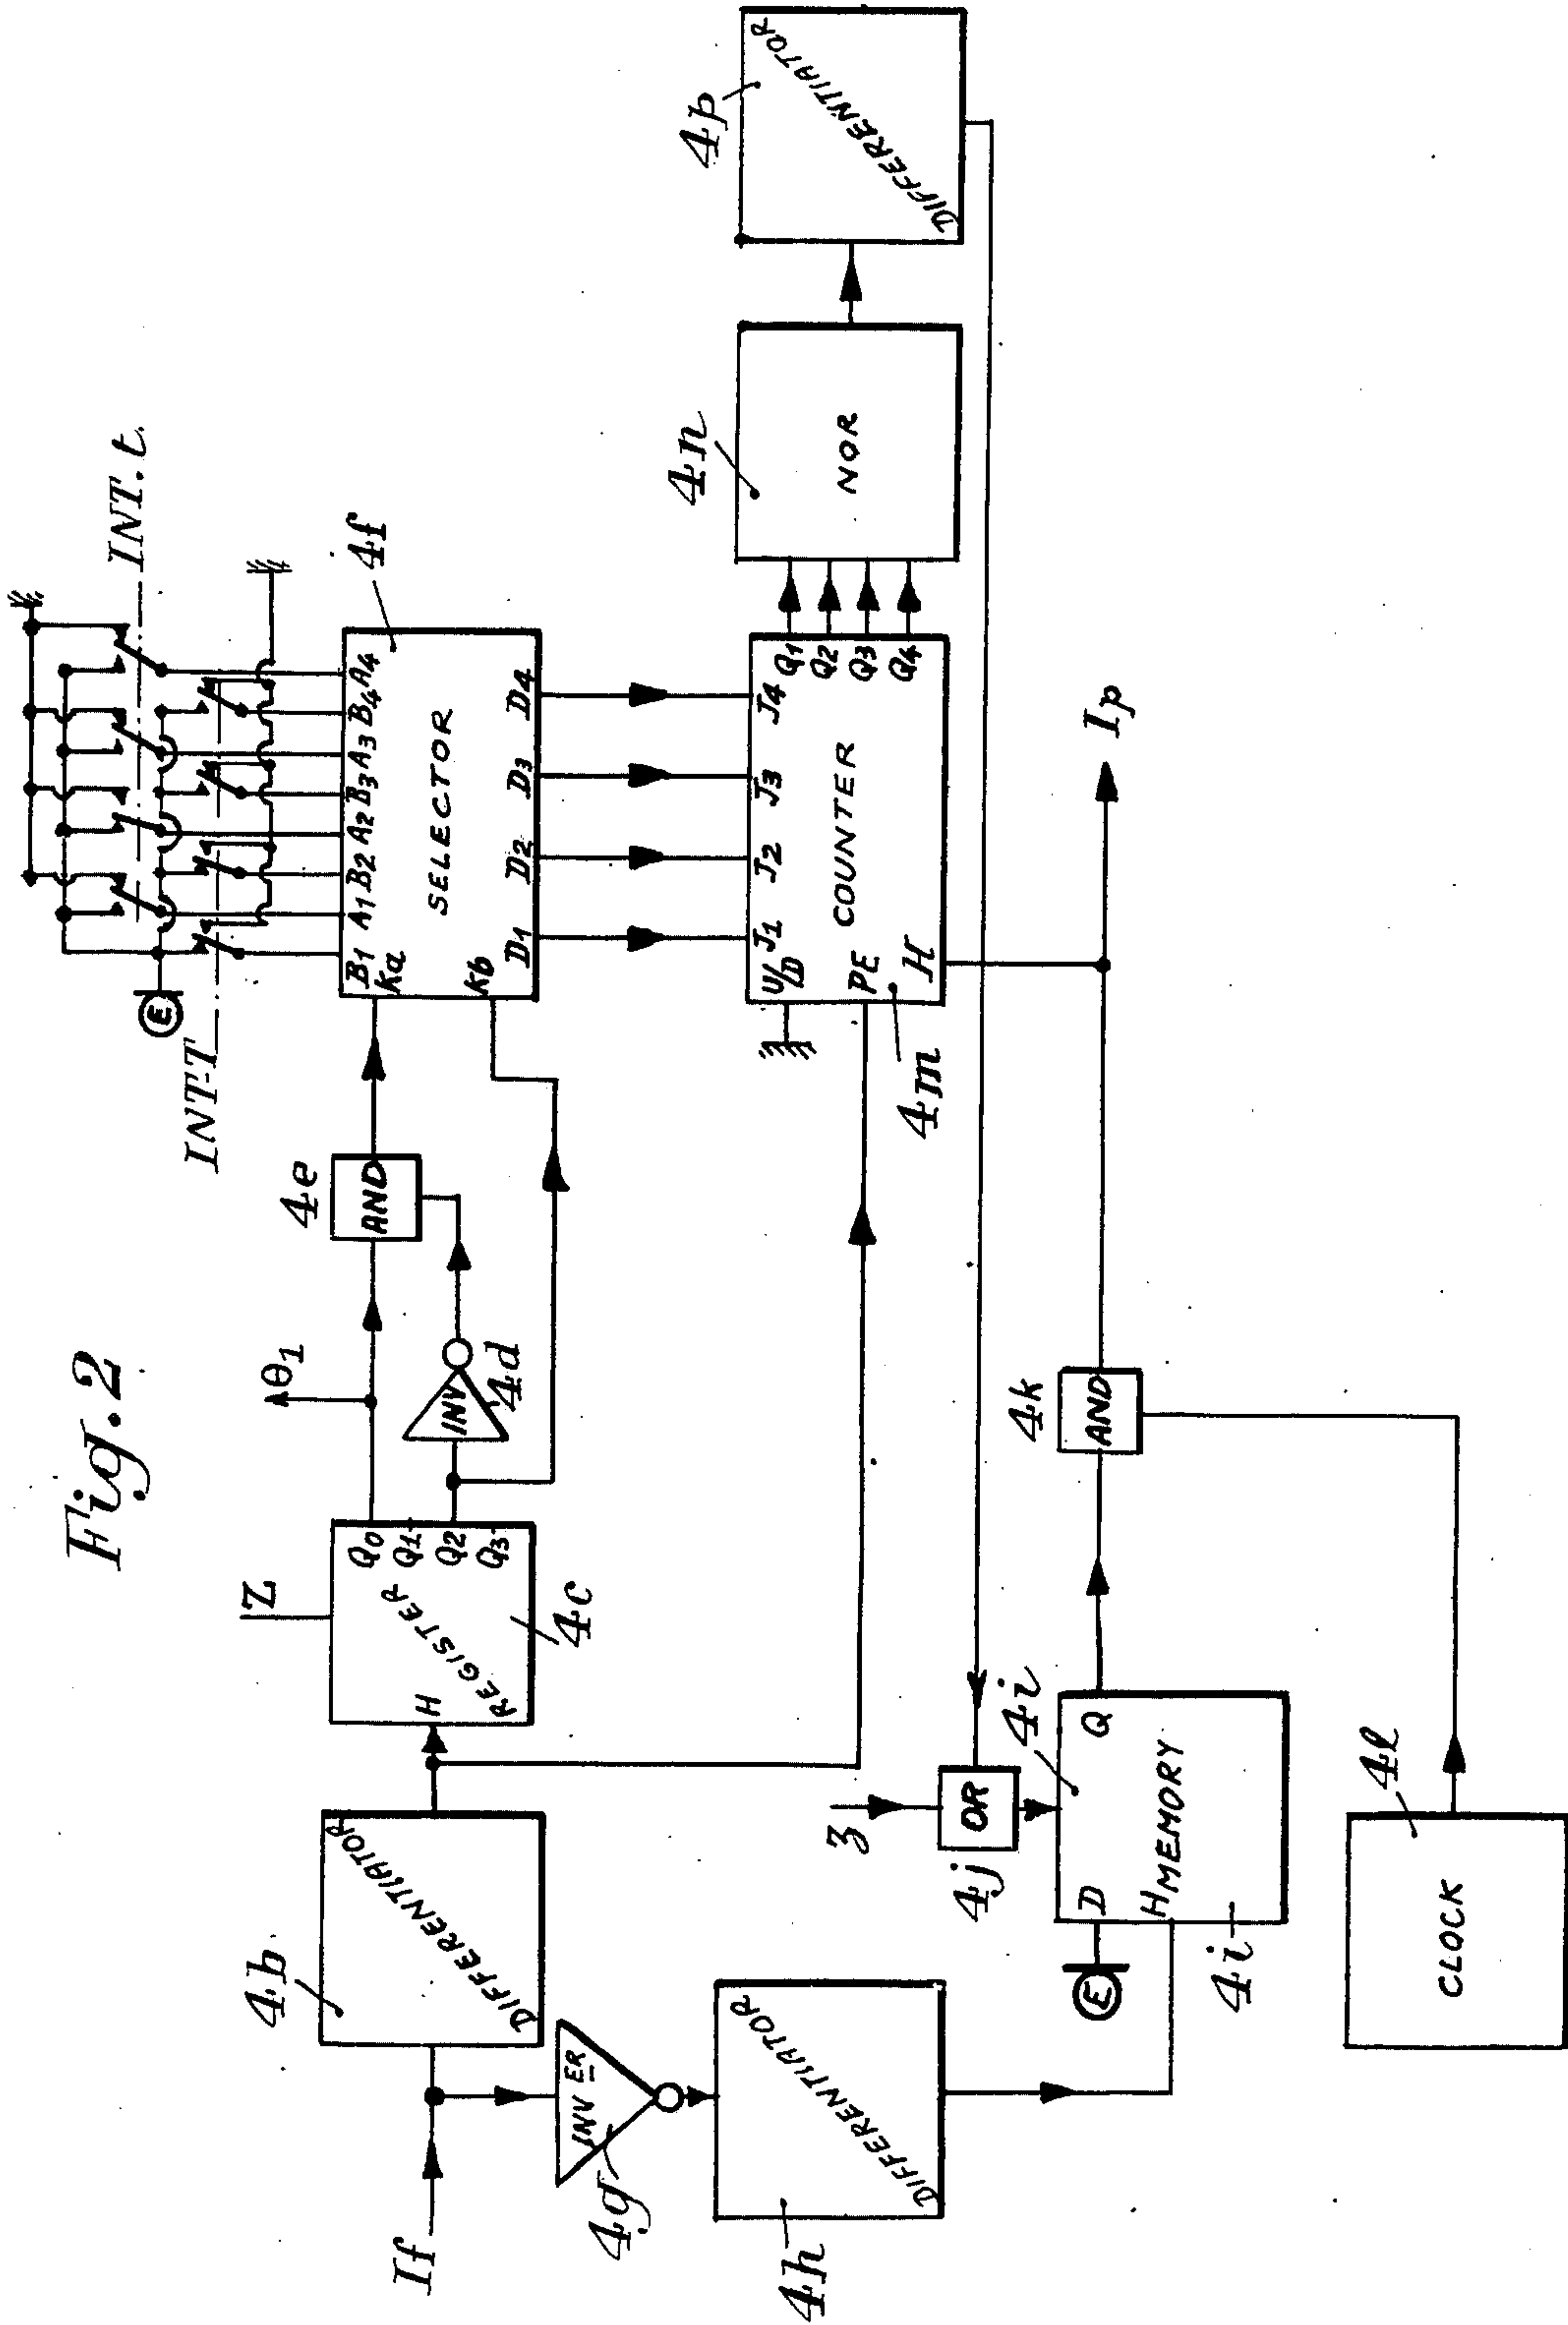 Fig. 2
If
4b
DIFFERENTIATOR
INVER
4g
4h
DIFFERENTIATOR
Z
H
REGISTER
Q0
Q1
Q2
Q3
4c
θ1
INV
4d
4e
AND
INT-T
INT. t.
E
B1 A1 B2 A2 B3 A3 B4 A4
Ka
Kb
SELECTOR
4f
D1 D2 D3 D4
J1 J2 J3 J4
U/D
PE
H
COUNTER
4m
Q1
Q2
Q3
Q4
4n
NOR
4p
DIFFERENTIATOR
3
4j
OR
4i
D
H
MEMORY
Q
E
4i
4k
AND
Ip
4l
CLOCK